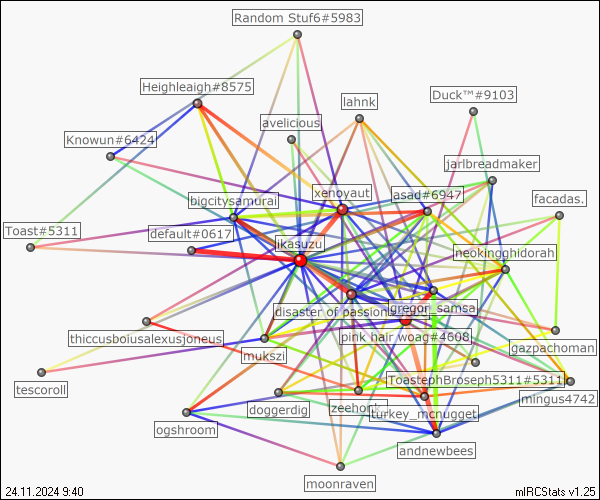 Random Stuf6#5983
Heighleigh#8575
lahnk
Duck™#9103
avelicious
Knowun#6424
jarlbreadmaker
xenoyaut
asad#6947
bigcitysamurai
facadas.
Toast#5311
default#0617
ikasuzu
neokingghidorah
disaster of passion
gregor_samsa
thiccusboiusalexusjoneus
pink hair woag#4608
gazpachoman
mukszi
tescoroll
ToastephBroseph5311#5311
mingus4742
doggerdig
turkey_mcnugget
ogshroom
andnewbees
moonraven
24.11.2024 9:40
mIRCStats v1.25